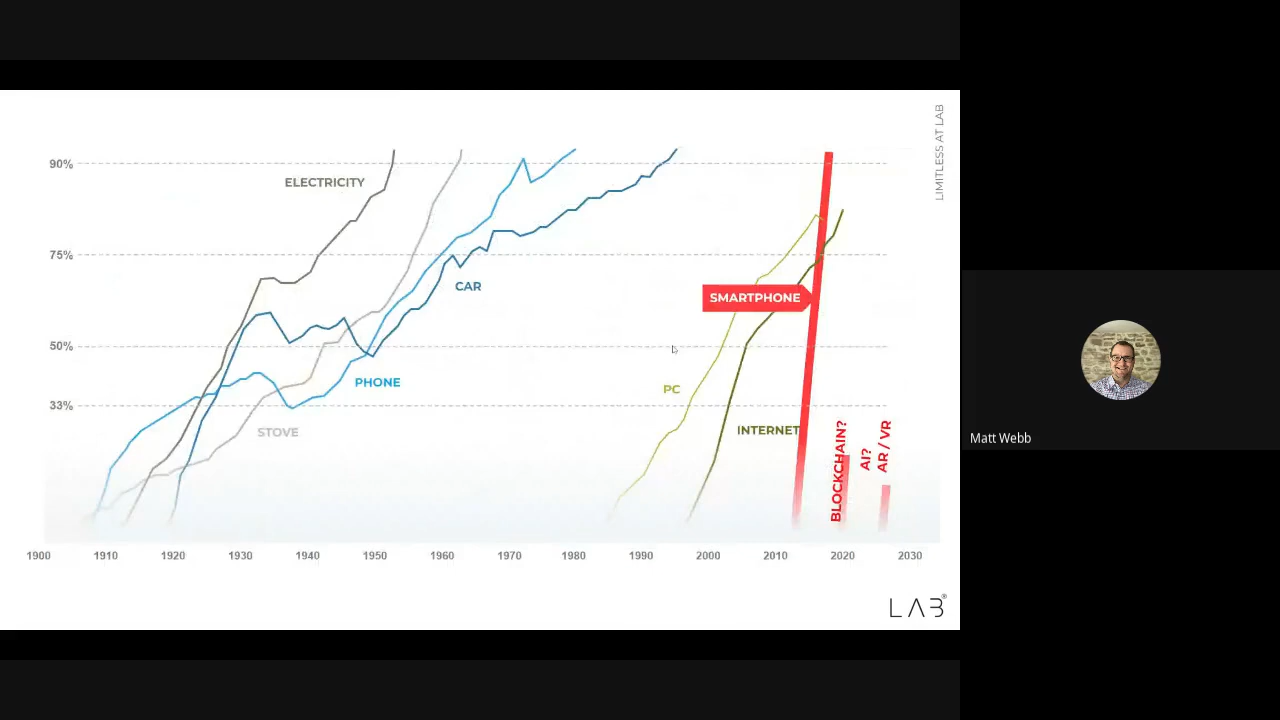 LIMITLESS AT LAB
90%
ELECTRICITY
75%
CAR
SMARTPHONE
50%
PHONE
PC
33%
STOVE
INTERNET
BLOCKCHAIN?
AI?
AR / VR
1900 1910 1920 1930 1940 1950 1960 1970 1980 1990 2000 2010 2020 2030
LAB®
Matt Webb